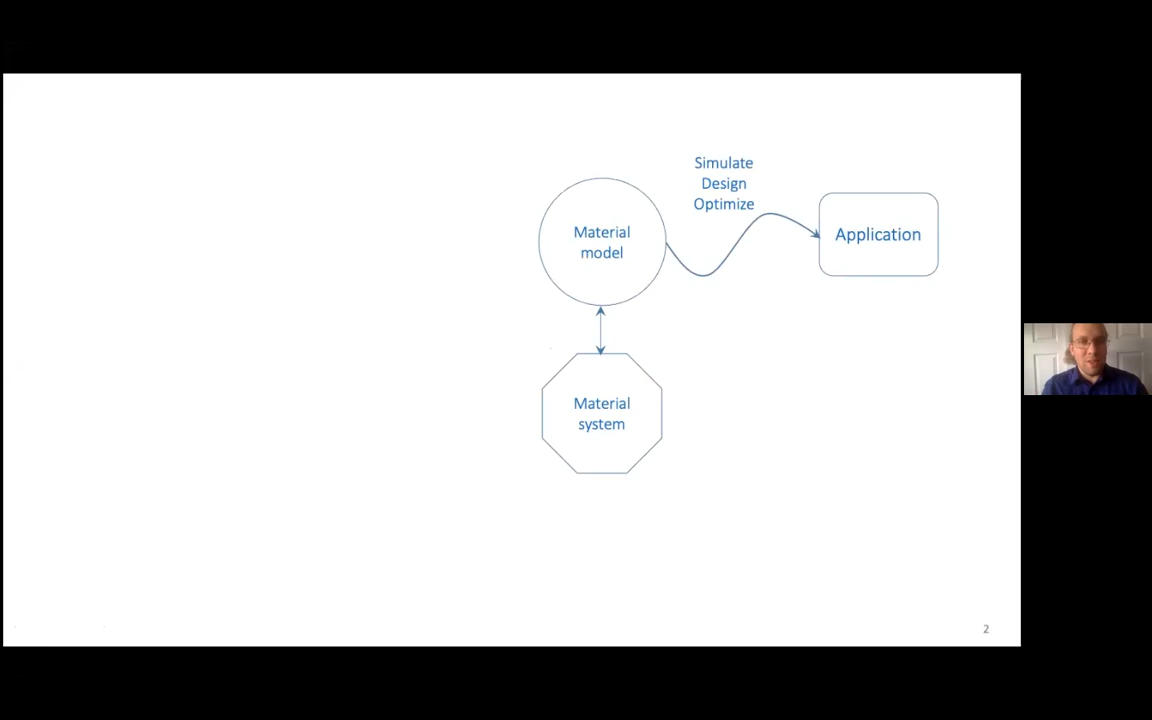 Simulate
Design
Optimize
Material
model
Application
Material
system
2